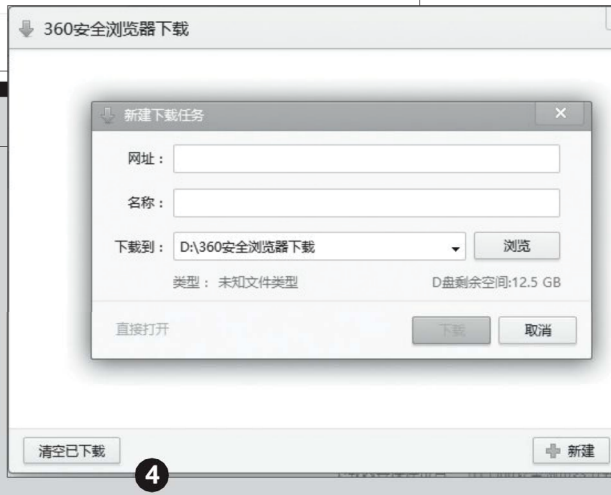 360安全浏览器下载
新建下载任务
网址：
名称：
下载到： D:\360安全浏览器下载 浏览
类型： 未知文件类型 D盘剩余空间:12.5 GB
直接打开 下载 取消
清空已下载 新建
4